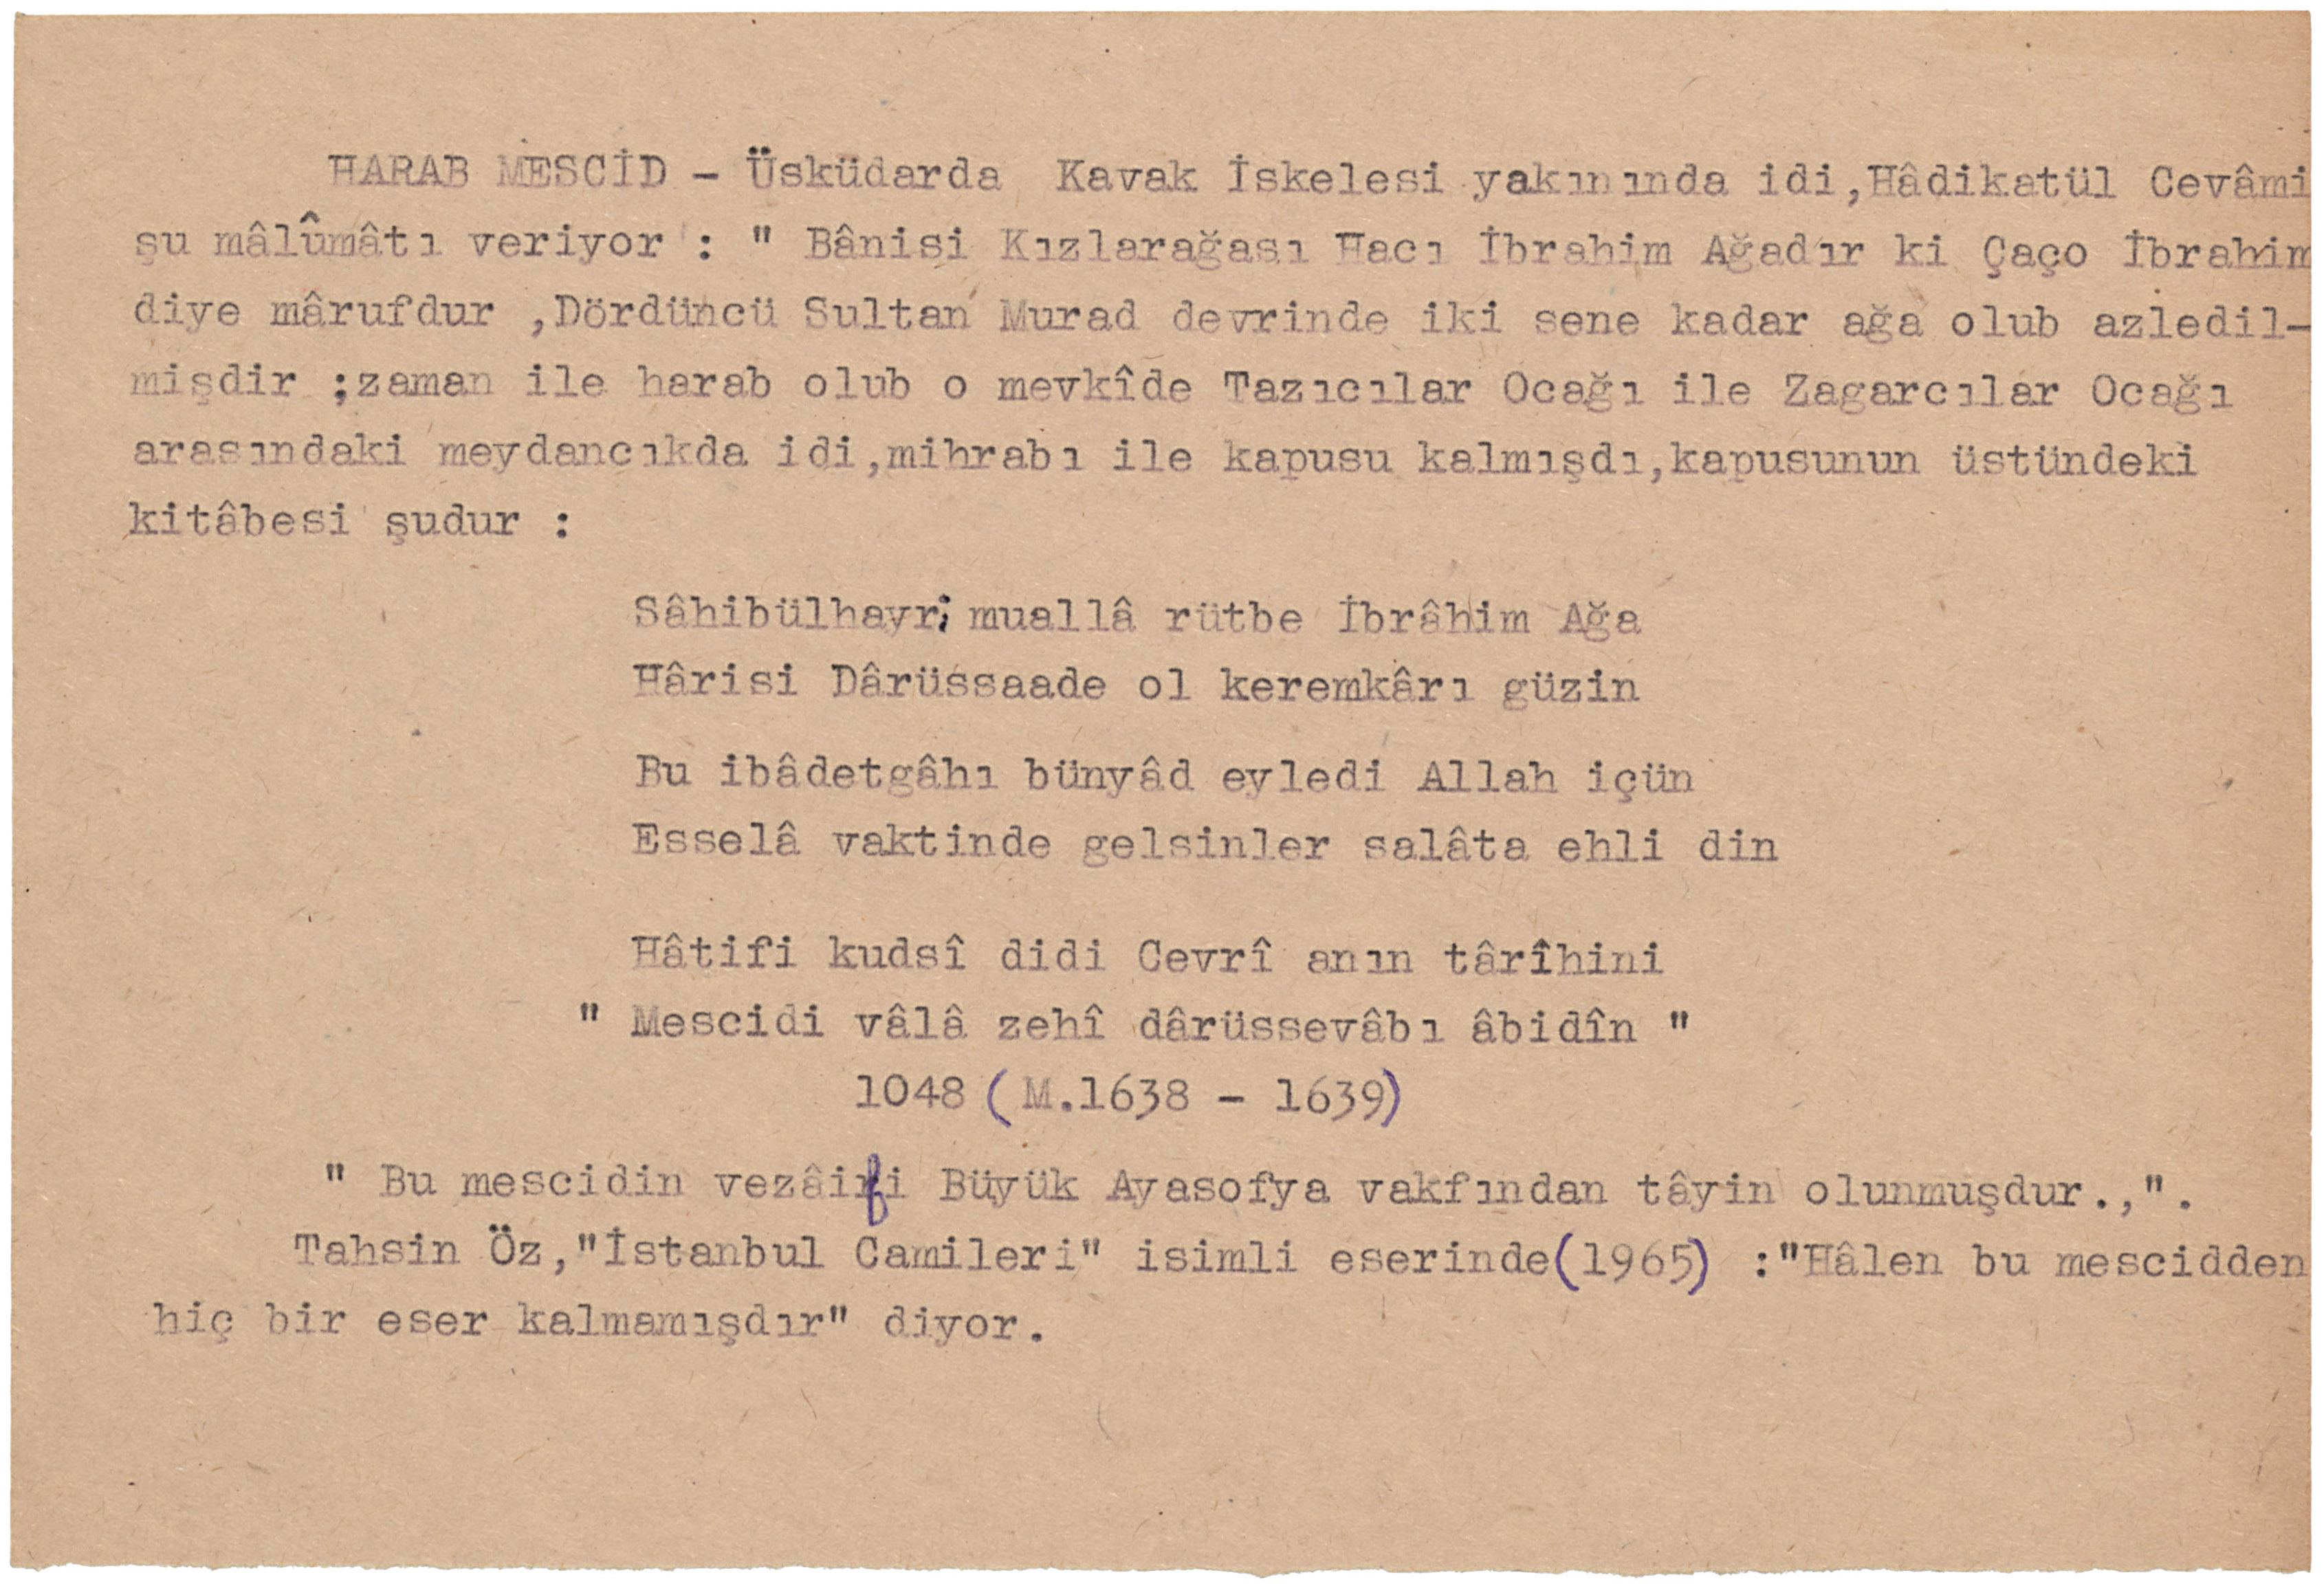 HARAB MESCİD - Üsküdarda Kavak İskelesi yakınında idi,Hâdikatül Cevâmi
şu mâlûmâtı veriyor : " Bânisi Kızlarağası Hacı İbrahim Ağadır ki Çaço İbrahim
diye mârufdur ,Dördüncü Sultan Murad devrinde iki sene kadar ağa olub azledil-
mişdir ;zaman ile harab olub o mevkîde Tazıcılar Ocağı ile Zagarcılar Ocağı
arasındaki meydancıkda idi,mihrabı ile kapusu kalmışdı,kapusunun üstündeki
kitâbesi şudur :
Sâhibülhayri muallâ rütbe İbrâhim Ağa
Hârisi Dârüssaade ol keremkârı güzin
Bu ibâdetgâhı bünyâd eyledi Allah içün
Esselâ vaktinde gelsinler salâta ehli din
Hâtifi kudsî didi Cevrî anın târîhini
" Mescidi vâlâ zehî dârüssevâbı âbidîn "
1048 ( M.1638 - 1639)
" Bu mescidin vezâifi Büyük Ayasofya vakfından tâyin olunmuşdur.,".
Tahsin Öz,"İstanbul Camileri" isimli eserinde(1965) :"Hâlen bu mescidden
hiç bir eser kalmamışdır" diyor.